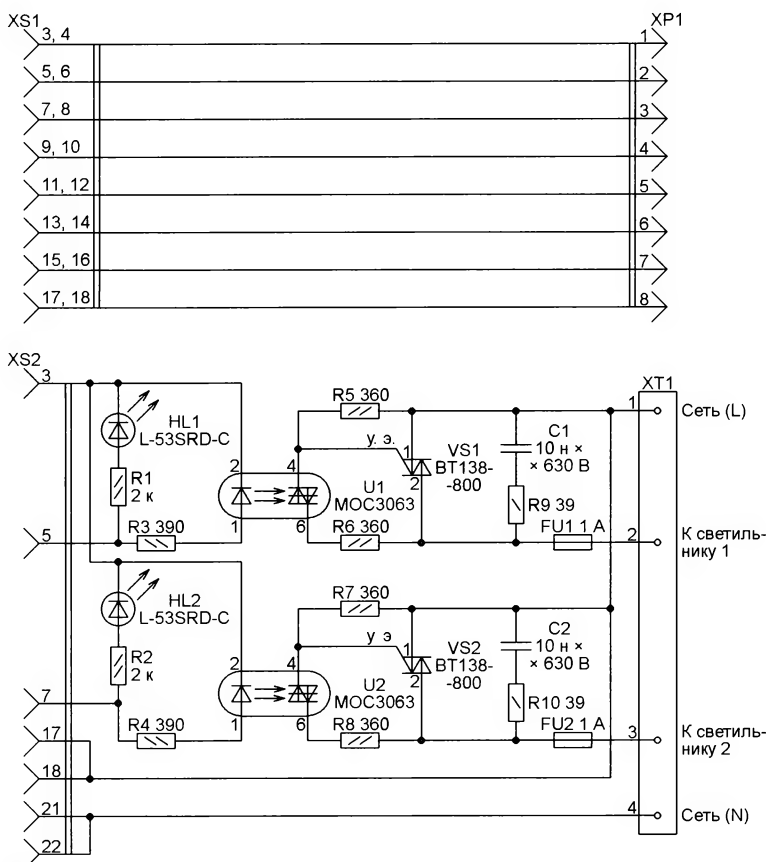 XS1
XP1
3, 4
1
5, 6
2
7, 8
3
9, 10
4
11, 12
5
13, 14
6
15, 16
7
17, 18
8
XS2
3
XT1
R5 360
1
Сеть (L)
HL1
L-53SRD-C
у. э.
1
VS1
BT138-
-800
2
C1
10 н ×
× 630 В
R1
2 к
2
4
U1
MOC3063
R9 39
5
R3 390
1
6
R6 360
FU1 1 А
2
К светиль-
нику 1
HL2
L-53SRD-C
R7 360
у э
1
VS2
BT138-
-800
2
C2
10 н ×
× 630 В
R2
2 к
2
4
U2
MOC3063
R10 39
7
R4 390
1
6
R8 360
FU2 1 А
3
К светиль-
нику 2
17
18
21
4
Сеть (N)
22